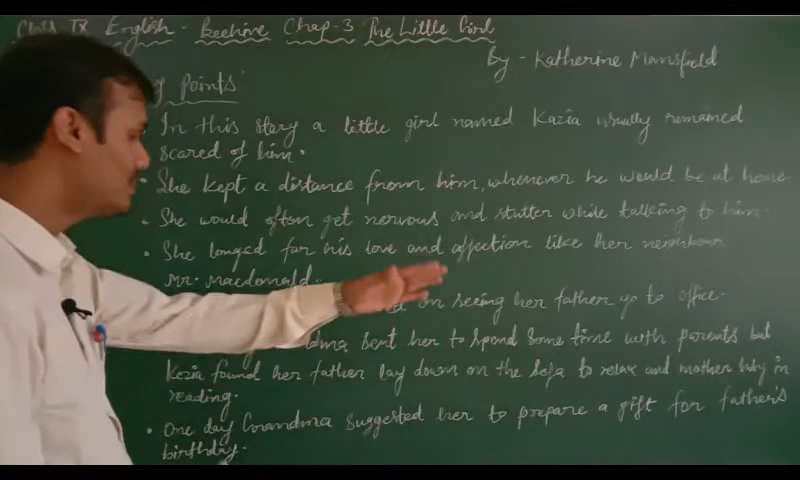 Class IX English - Beehive Chap-3 The Little Girl
By - Katherine Mansfield
Points
In this story a little girl named Kazia usually remained
scared of him.
• She kept a distance from him, whenever he would be at home
• She would often get nervous and stutter while talking to him.
• She longed for his love and affection like her neighbour
Mr. Macdonald.
on seeing her father go to office.
sent her to spend some time with parents but
Kezia found her father lay down on the sofa to relax and mother busy in
reading.
• One day Grandma suggested her to prepare a gift for father's
birthday.